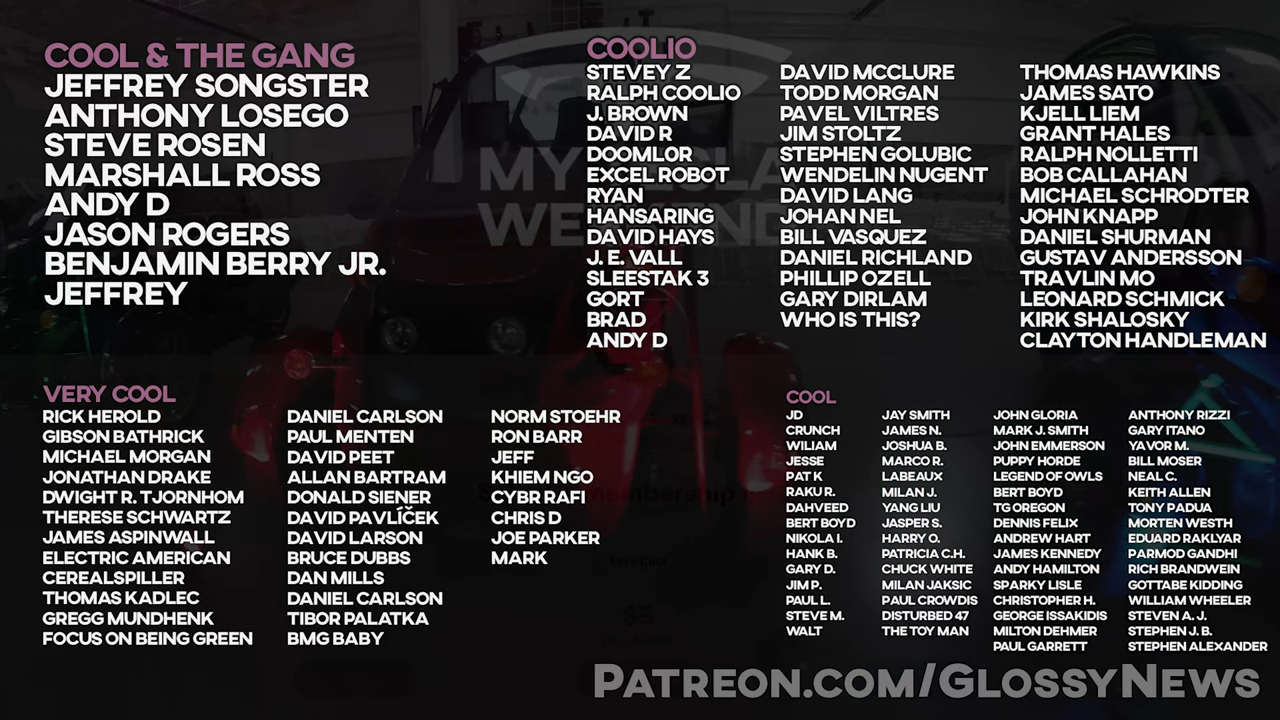 COOL & THE GANG
JEFFREY SONGSTER
ANTHONY LOSEGO
STEVE ROSEN
MARSHALL ROSS
ANDY D
JASON ROGERS
BENJAMIN BERRY JR.
JEFFREY
COOLIO
STEVEY Z
RALPH COOLIO
J. BROWN
DAVID R
DOOML0R
EXCEL ROBOT
RYAN
HANSARING
DAVID HAYS
J. E. VALL
SLEESTAK 3
GORT
BRAD
ANDY D
DAVID MCCLURE
TODD MORGAN
PAVEL VILTRES
JIM STOLTZ
STEPHEN GOLUBIC
WENDELIN NUGENT
DAVID LANG
JOHAN NEL
BILL VASQUEZ
DANIEL RICHLAND
PHILLIP OZELL
GARY DIRLAM
WHO IS THIS?
THOMAS HAWKINS
JAMES SATO
KJELL LIEM
GRANT HALES
RALPH NOLLETTI
BOB CALLAHAN
MICHAEL SCHRODTER
JOHN KNAPP
DANIEL SHURMAN
GUSTAV ANDERSSON
TRAVLIN MO
LEONARD SCHMICK
KIRK SHALOSKY
CLAYTON HANDLEMAN
MY
WEEKEND
VERY COOL
RICK HEROLD
GIBSON BATHRICK
MICHAEL MORGAN
JONATHAN DRAKE
DWIGHT R. TJORNHOM
THERESE SCHWARTZ
JAMES ASPINWALL
ELECTRIC AMERICAN
CEREALSPILLER
THOMAS KADLEC
GREGG MUNDHENK
FOCUS ON BEING GREEN
DANIEL CARLSON
PAUL MENTEN
DAVID PEET
ALLAN BARTRAM
DONALD SIENER
DAVID PAVLÍČEK
DAVID LARSON
BRUCE DUBBS
DAN MILLS
DANIEL CARLSON
TIBOR PALATKA
BMG BABY
NORM STOEHR
RON BARR
JEFF
KHIEM NGO
CYBR RAFI
CHRIS D
JOE PARKER
MARK
membership
Very Cool
$5
COOL
JD
CRUNCH
WILIAM
JESSE
PAT K
RAKU R.
DAHVEED
BERT BOYD
NIKOLA I.
HANK B.
GARY D.
JIM P.
PAUL L.
STEVE M.
WALT
JAY SMITH
JAMES N.
JOSHUA B.
MARCO R.
LABEAUX
MILAN J.
YANG LIU
JASPER S.
HARRY O.
PATRICIA C.H.
CHUCK WHITE
MILAN JAKSIC
PAUL CROWDIS
DISTURBED 47
THE TOY MAN
JOHN GLORIA
MARK J. SMITH
JOHN EMMERSON
PUPPY HORDE
LEGEND OF OWLS
BERT BOYD
TG OREGON
DENNIS FELIX
ANDREW HART
JAMES KENNEDY
ANDY HAMILTON
SPARKY LISLE
CHRISTOPHER H.
GEORGE ISSAKIDIS
MILTON DEHMER
PAUL GARRETT
ANTHONY RIZZI
GARY ITANO
YAVOR M.
BILL MOSER
NEAL C.
KEITH ALLEN
TONY PADUA
MORTEN WESTH
EDUARD RAKLYAR
PARMOD GANDHI
RICH BRANDWEIN
GOTTABE KIDDING
WILLIAM WHEELER
STEVEN A. J.
STEPHEN J. B.
STEPHEN ALEXANDER
PATREON.COM/GLOSSYNEWS